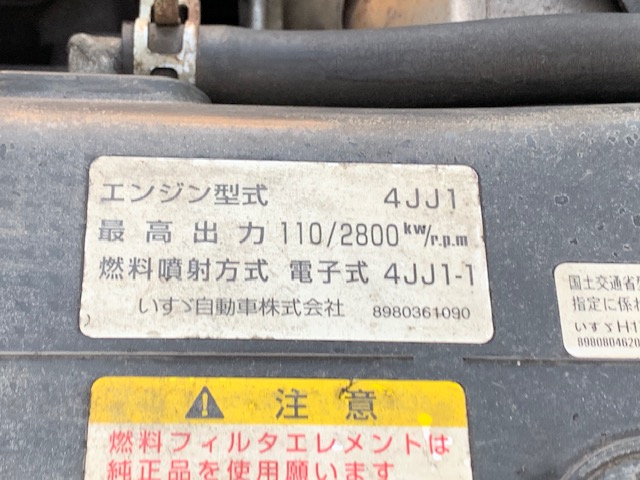 エンジン型式 4JJ1
最高出力 110/2800 kw/r.p.m
燃料噴射方式 電子式 4JJ1-1
いすゞ自動車株式会社 8980361090
国土交通省
指定に係
いすゞH1
898080462
⚠ 注意
燃料フィルタエレメントは
純正品を使用願います